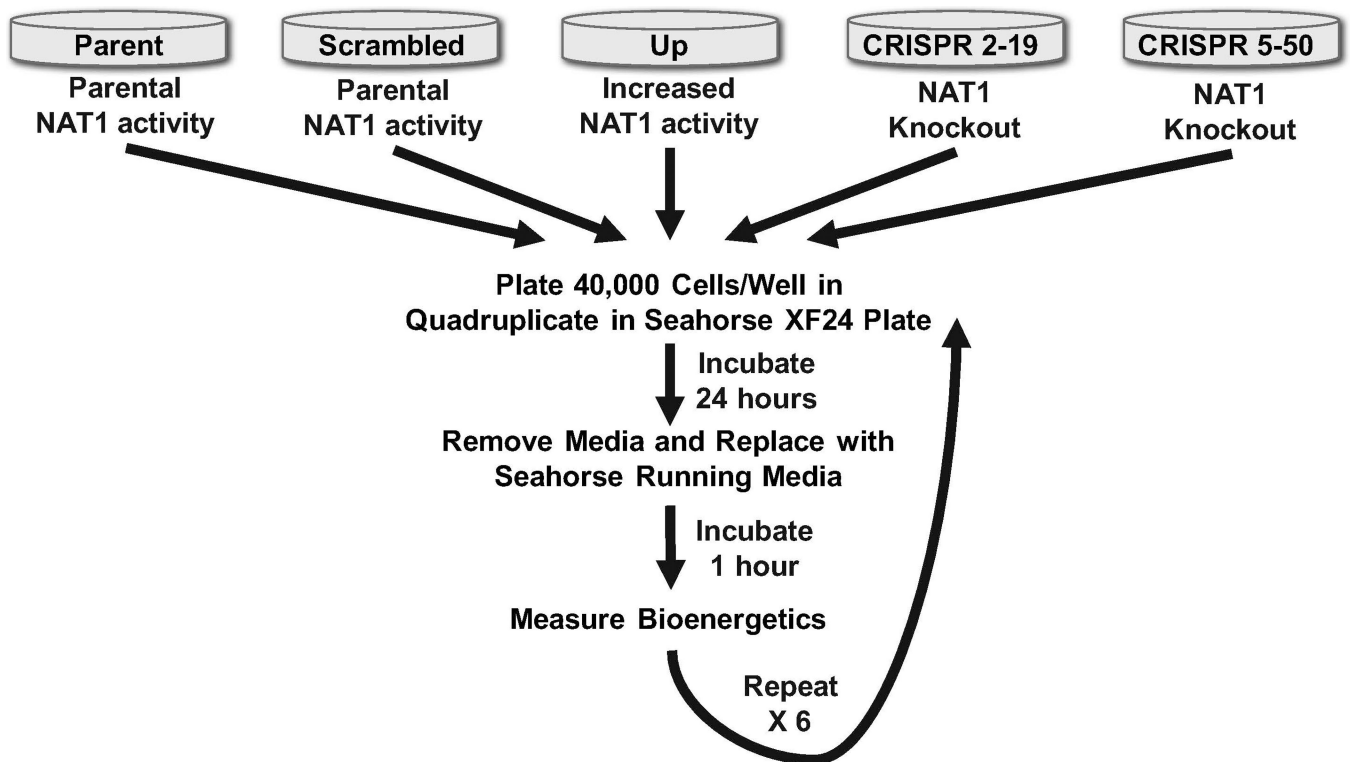 Parent
Scrambled
Up
CRISPR 2-19
CRISPR 5-50
Parental
NAT1 activity
Parental
NAT1 activity
Increased
NAT1 activity
NAT1
Knockout
NAT1
Knockout
Plate 40,000 Cells/Well in
Quadruplicate in Seahorse XF24 Plate
Incubate
24 hours
Remove Media and Replace with
Seahorse Running Media
Incubate
1 hour
Measure Bioenergetics
Repeat
X 6